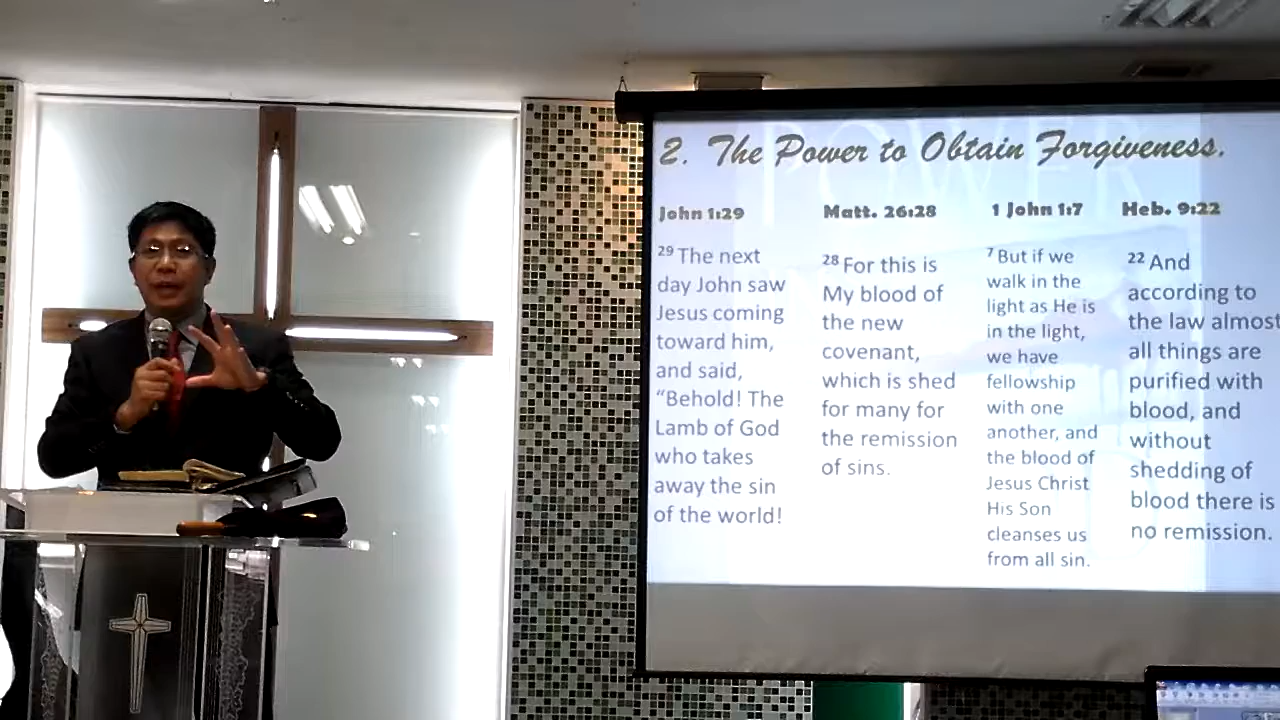 2. The Power to Obtain Forgiveness.
POWER
John 1:29
29 The next
day John saw
Jesus coming
toward him,
and said,
“Behold! The
Lamb of God
who takes
away the sin
of the world!
Matt. 26:28
28 For this is
My blood of
the new
covenant,
which is shed
for many for
the remission
of sins.
1 John 1:7
7 But if we
walk in the
light as He is
in the light,
we have
fellowship
with one
another, and
the blood of
Jesus Christ
His Son
cleanses us
from all sin.
Heb. 9:22
22 And
according to
the law almost
all things are
purified with
blood, and
without
shedding of
blood there is
no remission.